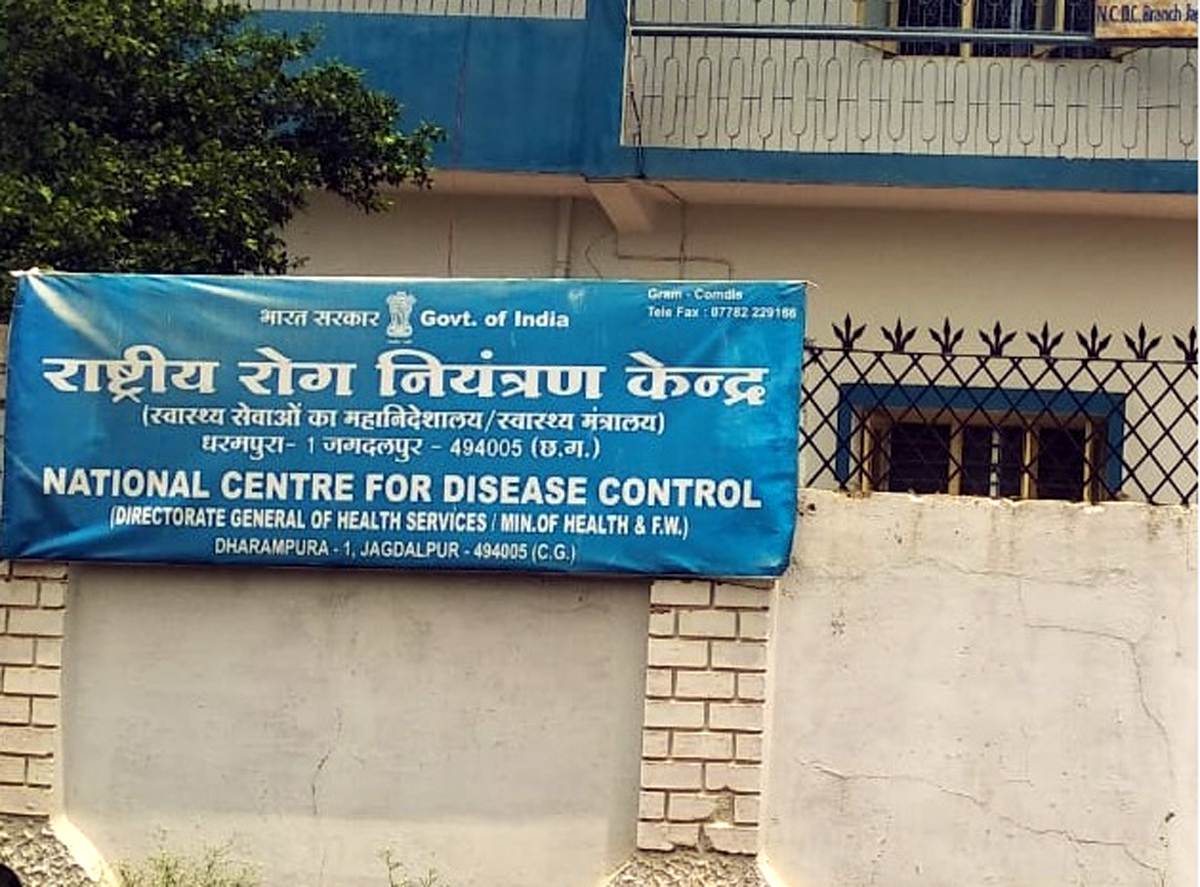 N.C.D.C. Branch
Gram - Comdis
Tele Fax : 07782 229166
भारत सरकार Govt. of India
राष्ट्रीय रोग नियंत्रण केन्द्र
(स्वास्थ्य सेवाओं का महानिदेशालय/स्वास्थ्य मंत्रालय)
धरमपुरा- 1 जगदलपुर - 494005 (छ.ग.)
NATIONAL CENTRE FOR DISEASE CONTROL
(DIRECTORATE GENERAL OF HEALTH SERVICES / MIN.OF HEALTH & F.W.)
DHARAMPURA - 1, JAGDALPUR - 494005 (C.G.)